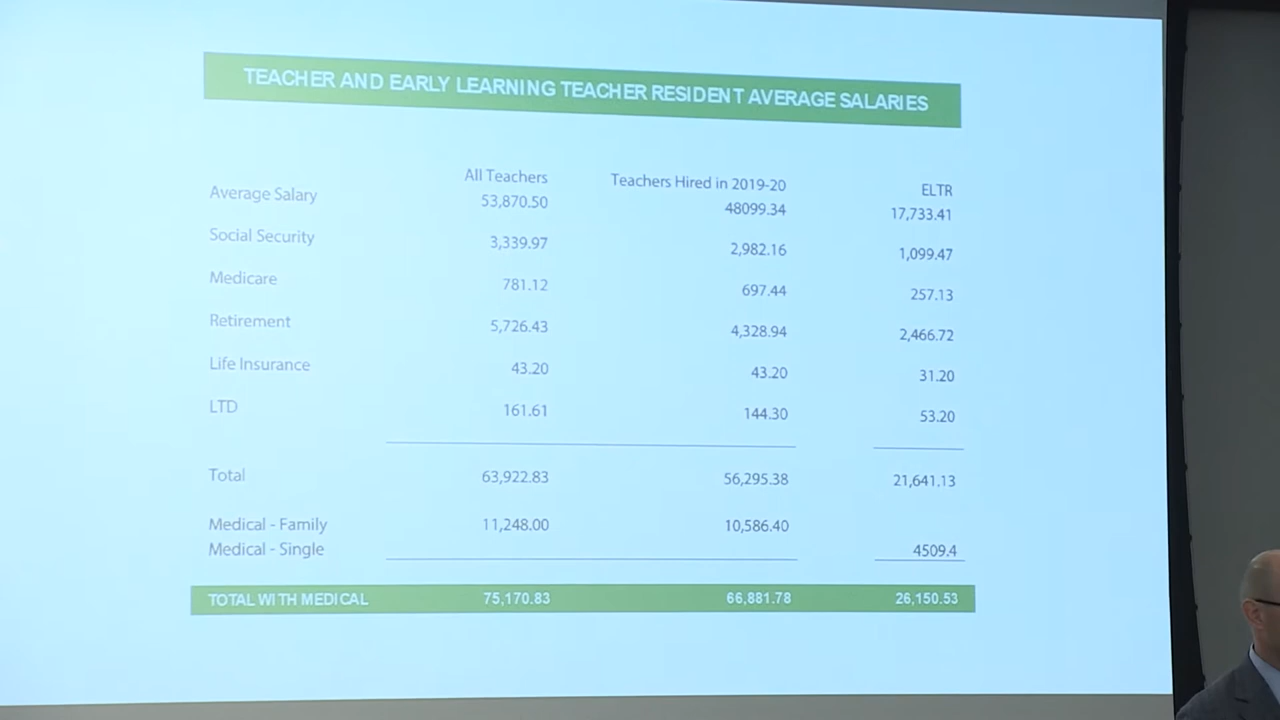 TEACHER AND EARLY LEARNING TEACHER RESIDENT AVERAGE SALARIES
All Teachers Teachers Hired in 2019-20 ELTR
Average Salary 53,870.50 48099.34 17,733.41
Social Security 3,339.97 2,982.16 1,099.47
Medicare 781.12 697.44 257.13
Retirement 5,726.43 4,328.94 2,466.72
Life Insurance 43.20 43.20 31.20
LTD 161.61 144.30 53.20
Total 63,922.83 56,295.38 21,641.13
Medical - Family 11,248.00 10,586.40
Medical - Single 4509.4
TOTAL WITH MEDICAL 75,170.83 66,881.78 26,150.53